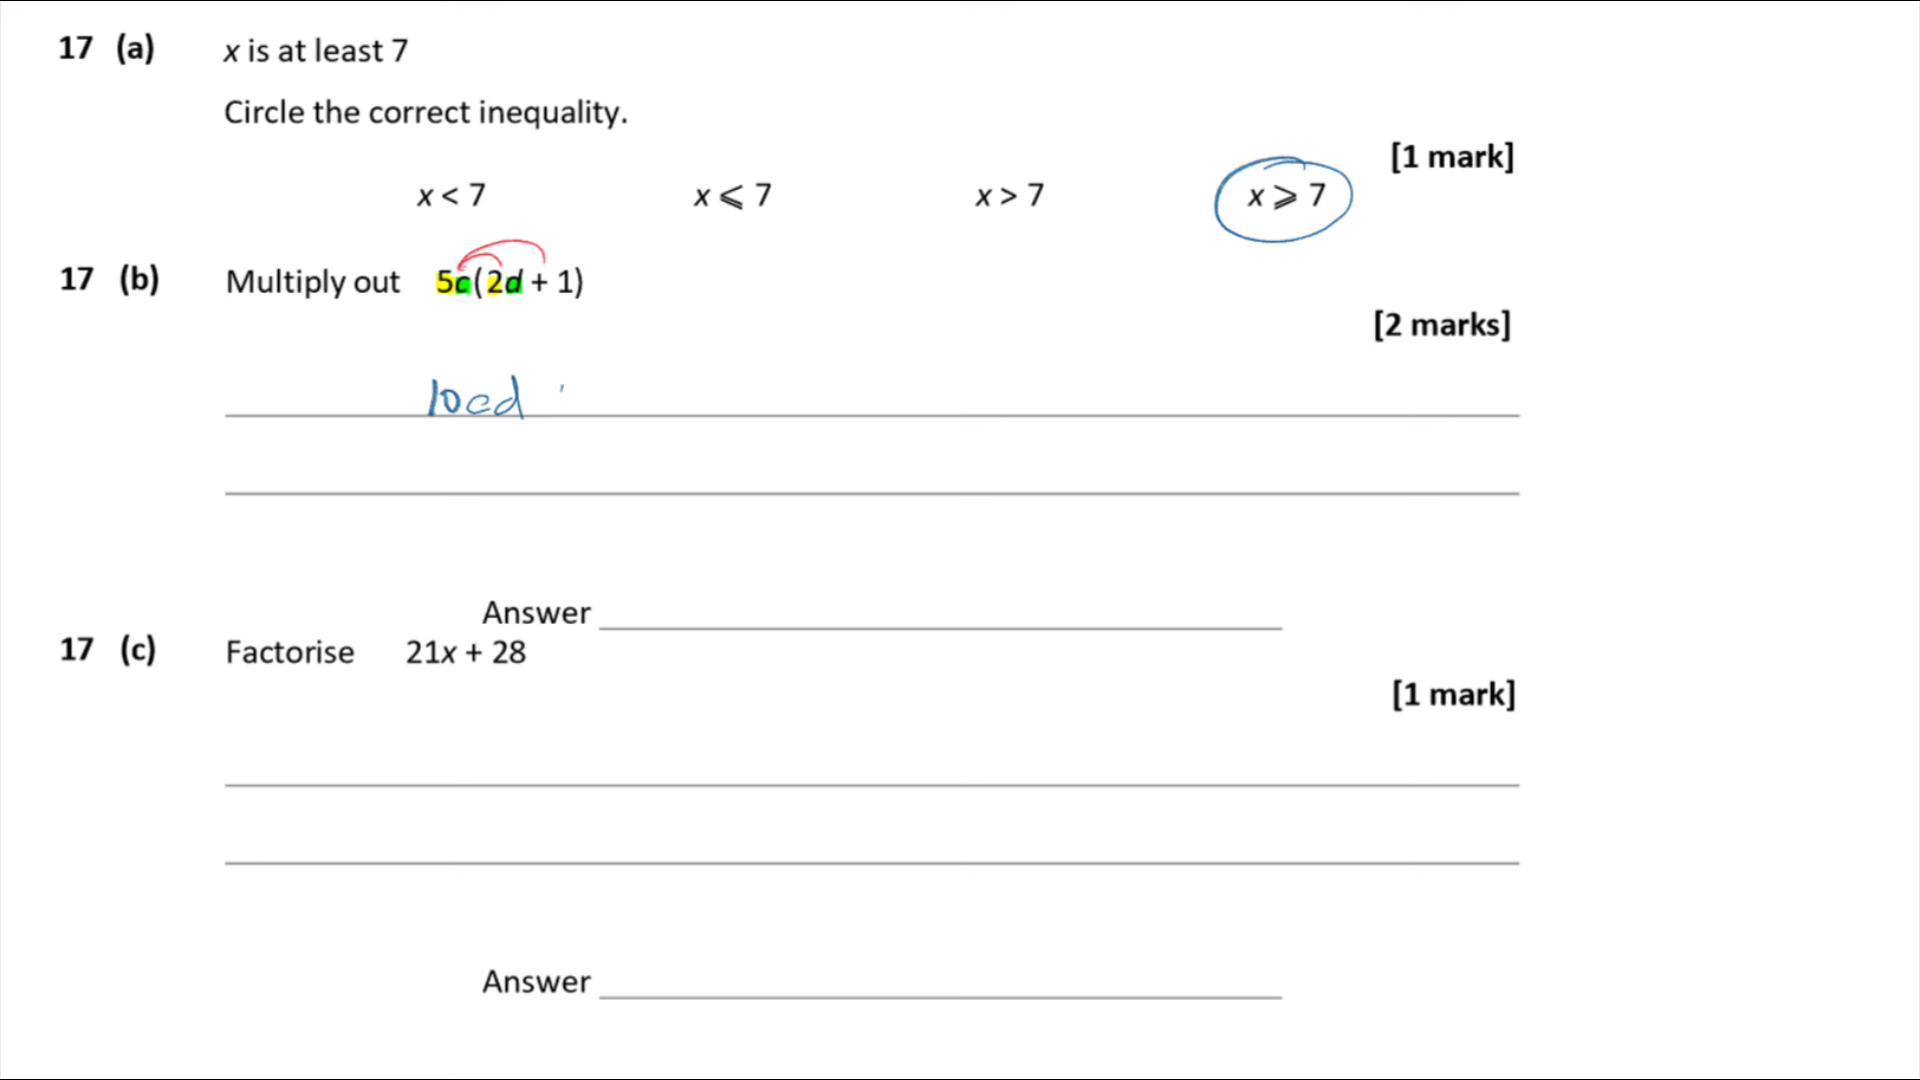 17 (a) x is at least 7
Circle the correct inequality.
[1 mark]
x < 7 x ⩽ 7 x > 7 x ⩾ 7
17 (b) Multiply out 5c(2d + 1)
[2 marks]
10cd
Answer
17 (c) Factorise 21x + 28
[1 mark]
Answer